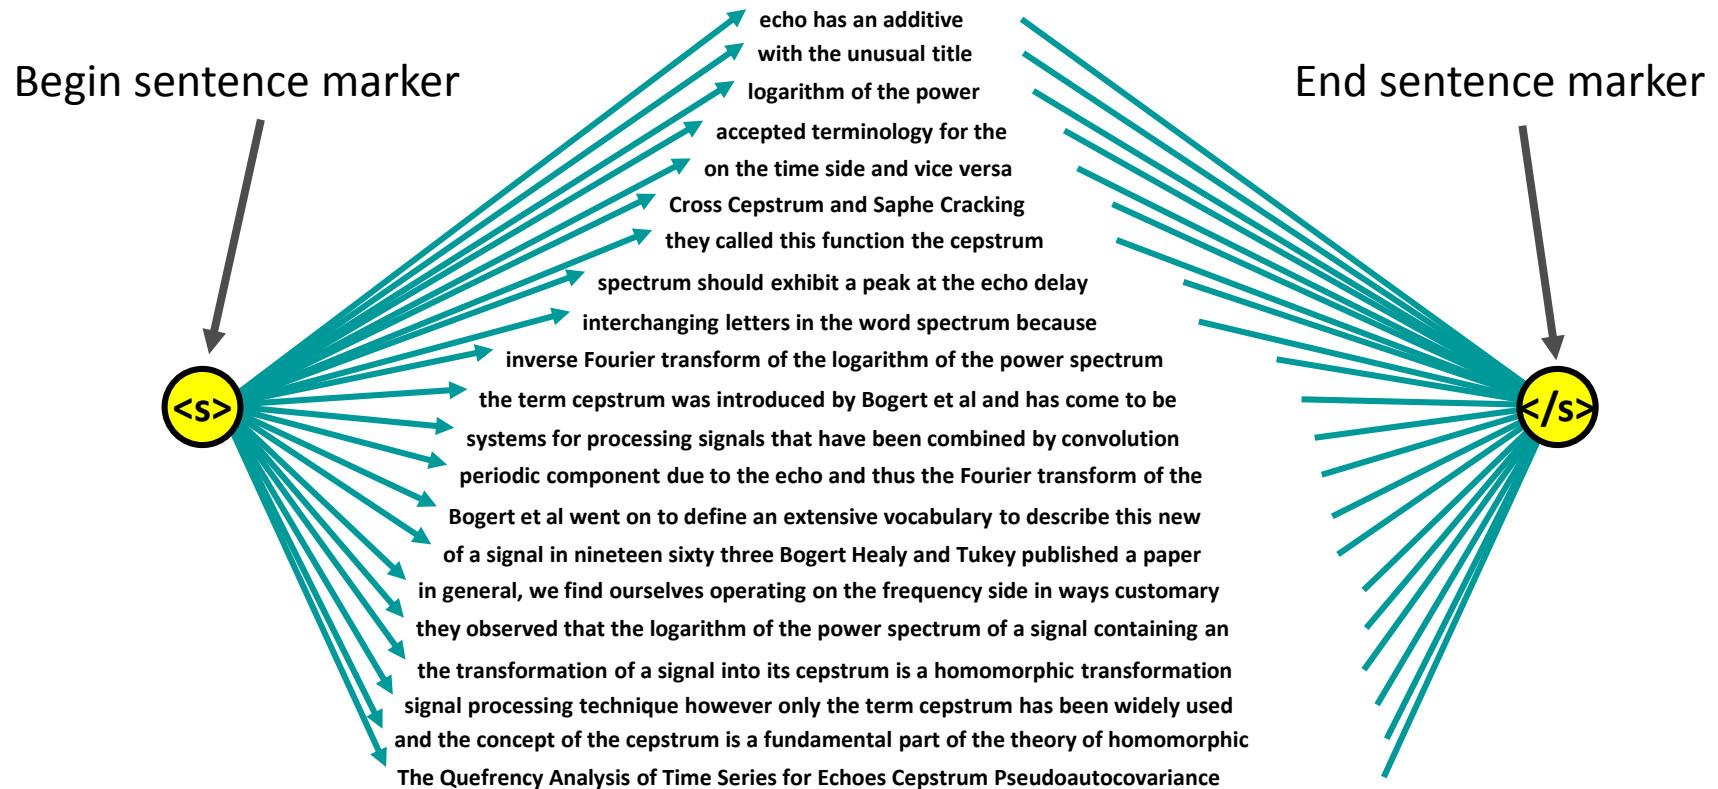 echo has an additive
with the unusual title
Begin sentence marker
End sentence marker
logarithm of the power
accepted terminology for the
on the time side and vice versa
Cross Cepstrum and Saphe Cracking
they called this function the cepstrum
spectrum should exhibit a peak at the echo delay
interchanging letters in the word spectrum because
inverse Fourier transform of the logarithm of the power spectrum
the term cepstrum was introduced by Bogert et al and has come to be
<s>
</s>
systems for processing signals that have been combined by convolution
periodic component due to the echo and thus the Fourier transform of the
Bogert et al went on to define an extensive vocabulary to describe this new
of a signal in nineteen sixty three Bogert Healy and Tukey published a paper
in general, we find ourselves operating on the frequency side in ways customary
they observed that the logarithm of the power spectrum of a signal containing an
the transformation of a signal into its cepstrum is a homomorphic transformation
signal processing technique however only the term cepstrum has been widely used
and the concept of the cepstrum is a fundamental part of the theory of homomorphic
The Quefrency Analysis of Time Series for Echoes Cepstrum Pseudoautocovariance